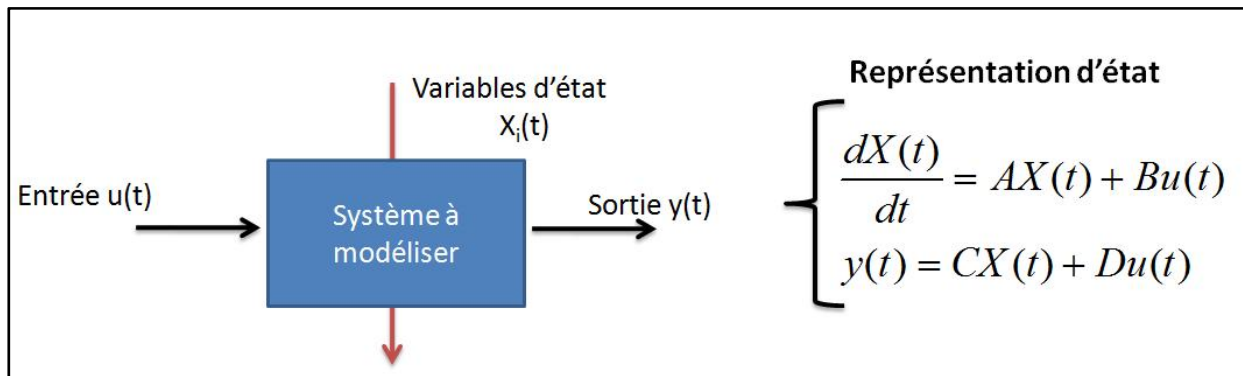 Variables d'état
Xi(t)
Entrée u(t)
Système à
modéliser
Sortie y(t)
Représentation d'état
dX(t)/dt = AX(t) + Bu(t)
y(t) = CX(t) + Du(t)